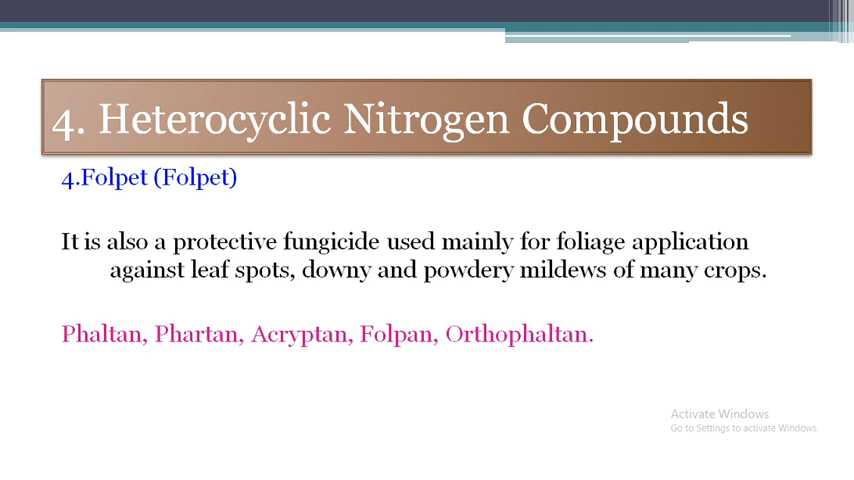 4. Heterocyclic Nitrogen Compounds
4.Folpet (Folpet)
It is also a protective fungicide used mainly for foliage application
against leaf spots, downy and powdery mildews of many crops.
Phaltan, Phartan, Acryptan, Folpan, Orthophaltan.
Activate Windows
Go to Settings to activate Windows.